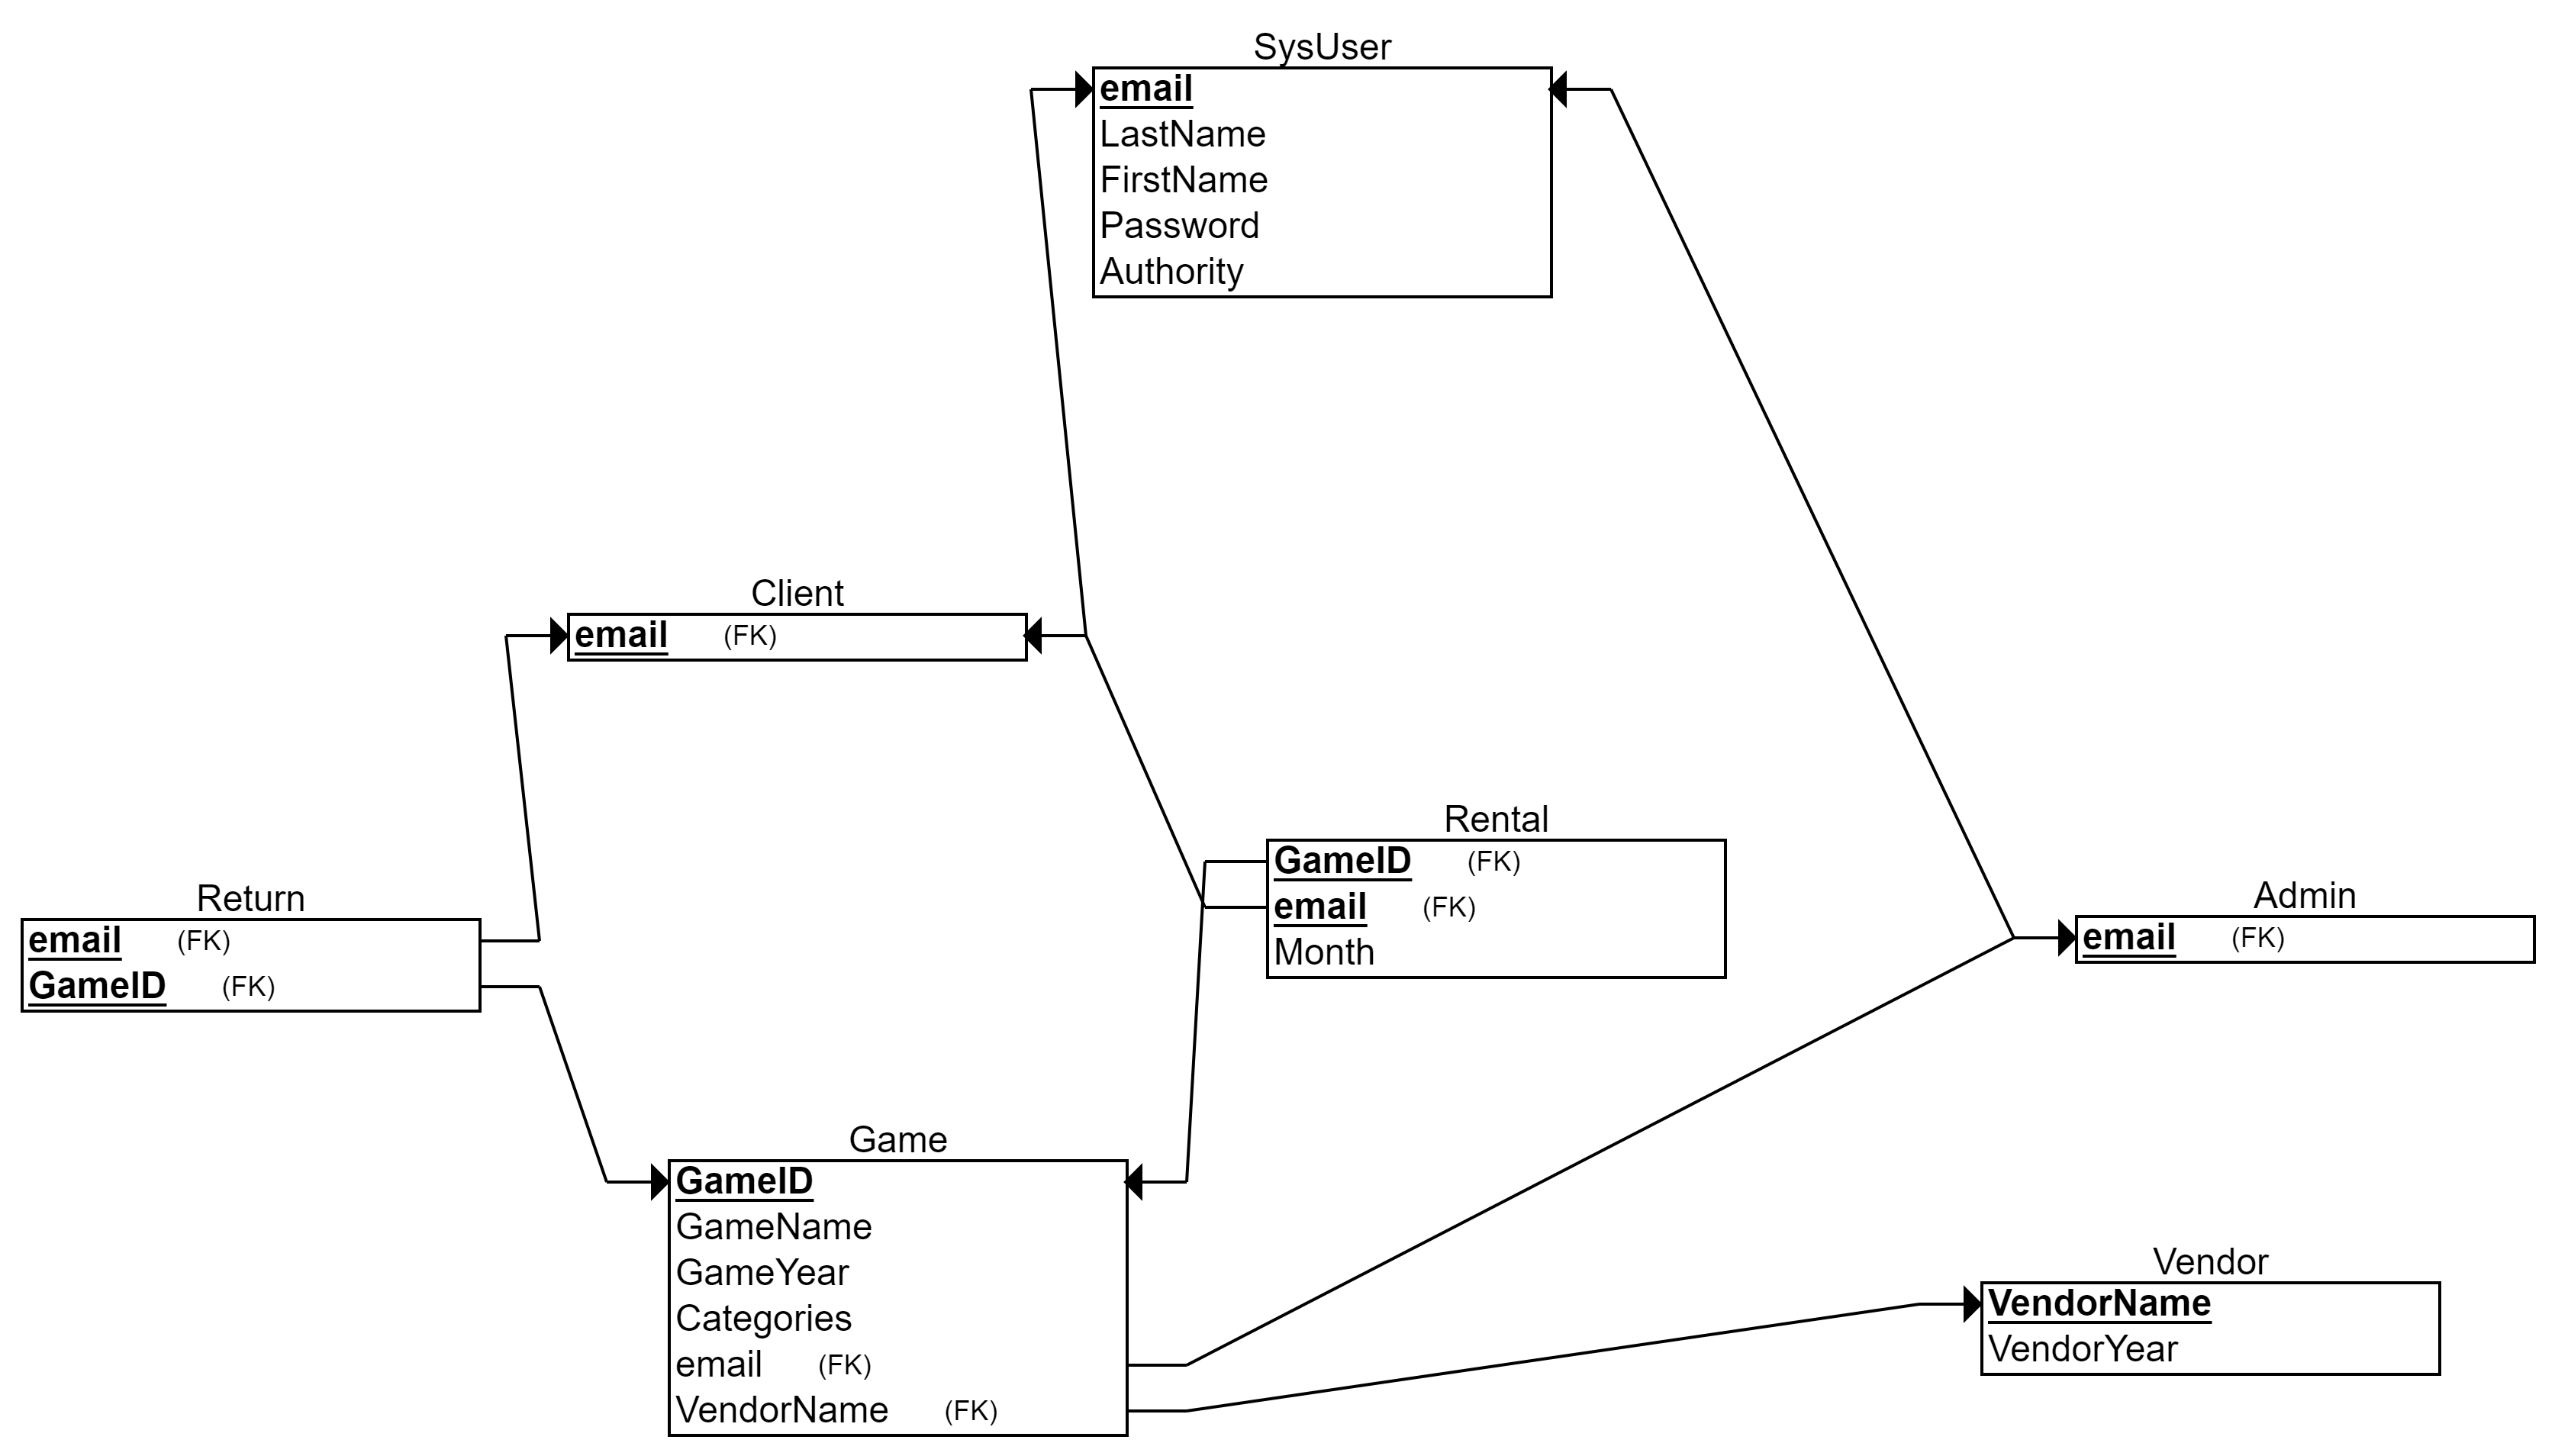 SysUser
email
LastName
FirstName
Password
Authority
Client
email (FK)
Rental
GameID (FK)
email (FK)
Month
Return
email (FK)
GameID (FK)
Admin
email (FK)
Game
GameID
GameName
GameYear
Categories
email (FK)
VendorName (FK)
Vendor
VendorName
VendorYear